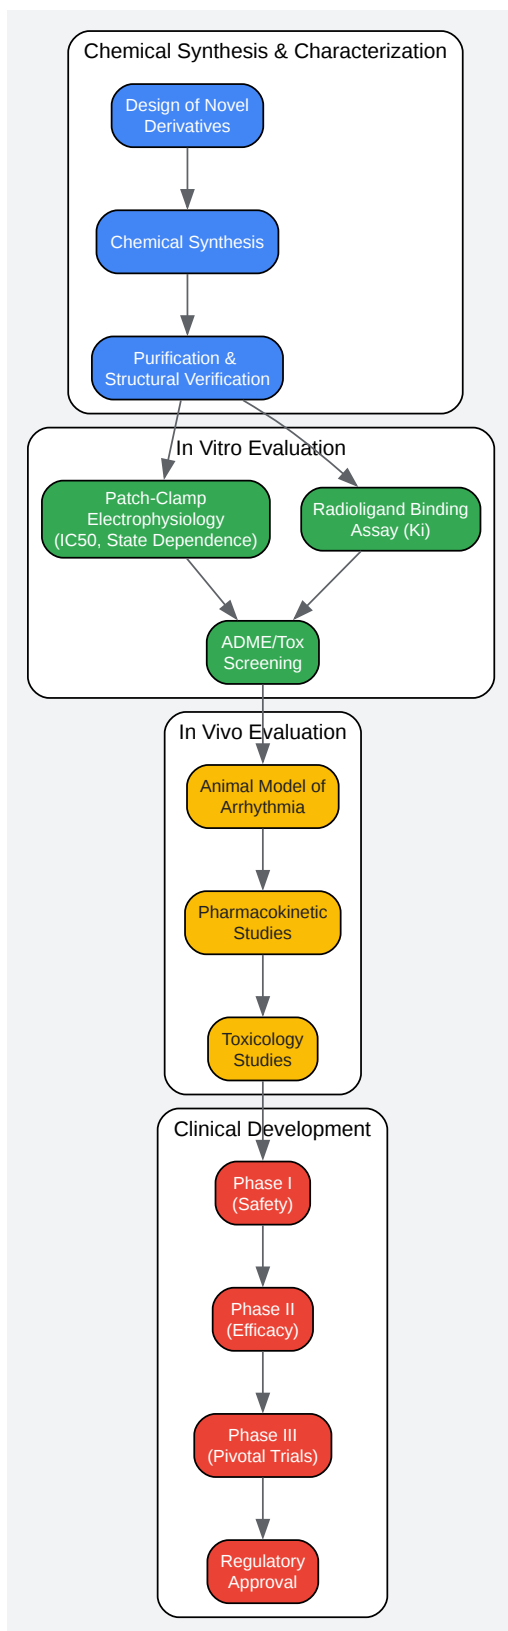 Chemical Synthesis & Characterization
Design of Novel
Derivatives
Chemical Synthesis
Purification &
Structural Verification
In Vitro Evaluation
Patch-Clamp
Electrophysiology
(IC50, State Dependence)
Radioligand Binding
Assay (Ki)
ADME/Tox
Screening
In Vivo Evaluation
Animal Model of
Arrhythmia
Pharmacokinetic
Studies
Toxicology
Studies
Clinical Development
Phase I
(Safety)
Phase II
(Efficacy)
Phase III
(Pivotal Trials)
Regulatory
Approval